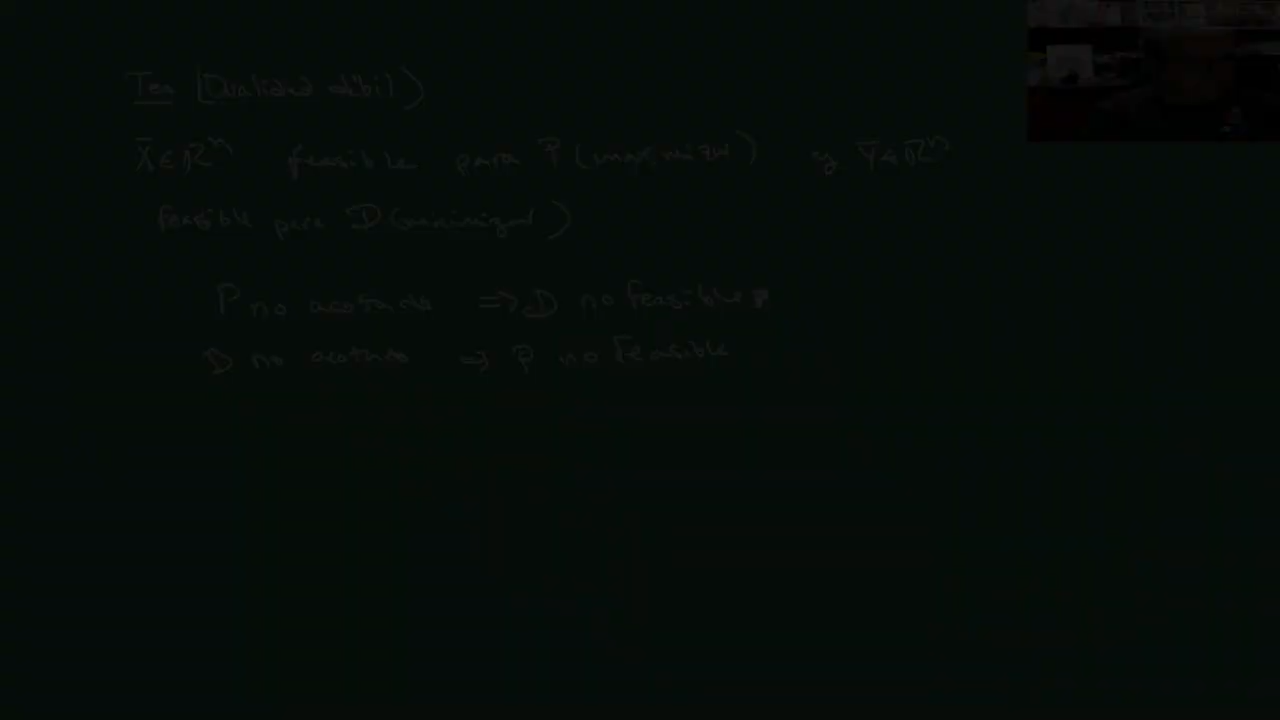 Teo (Dualidad débil)
X̄ ∈ ℝⁿ feasible para P (maximizar) y Ȳ ∈ ℝᵐ
feasible para D (minimizar)
P no acotado ⇒ D no feasible
D no acotado ⇒ P no feasible